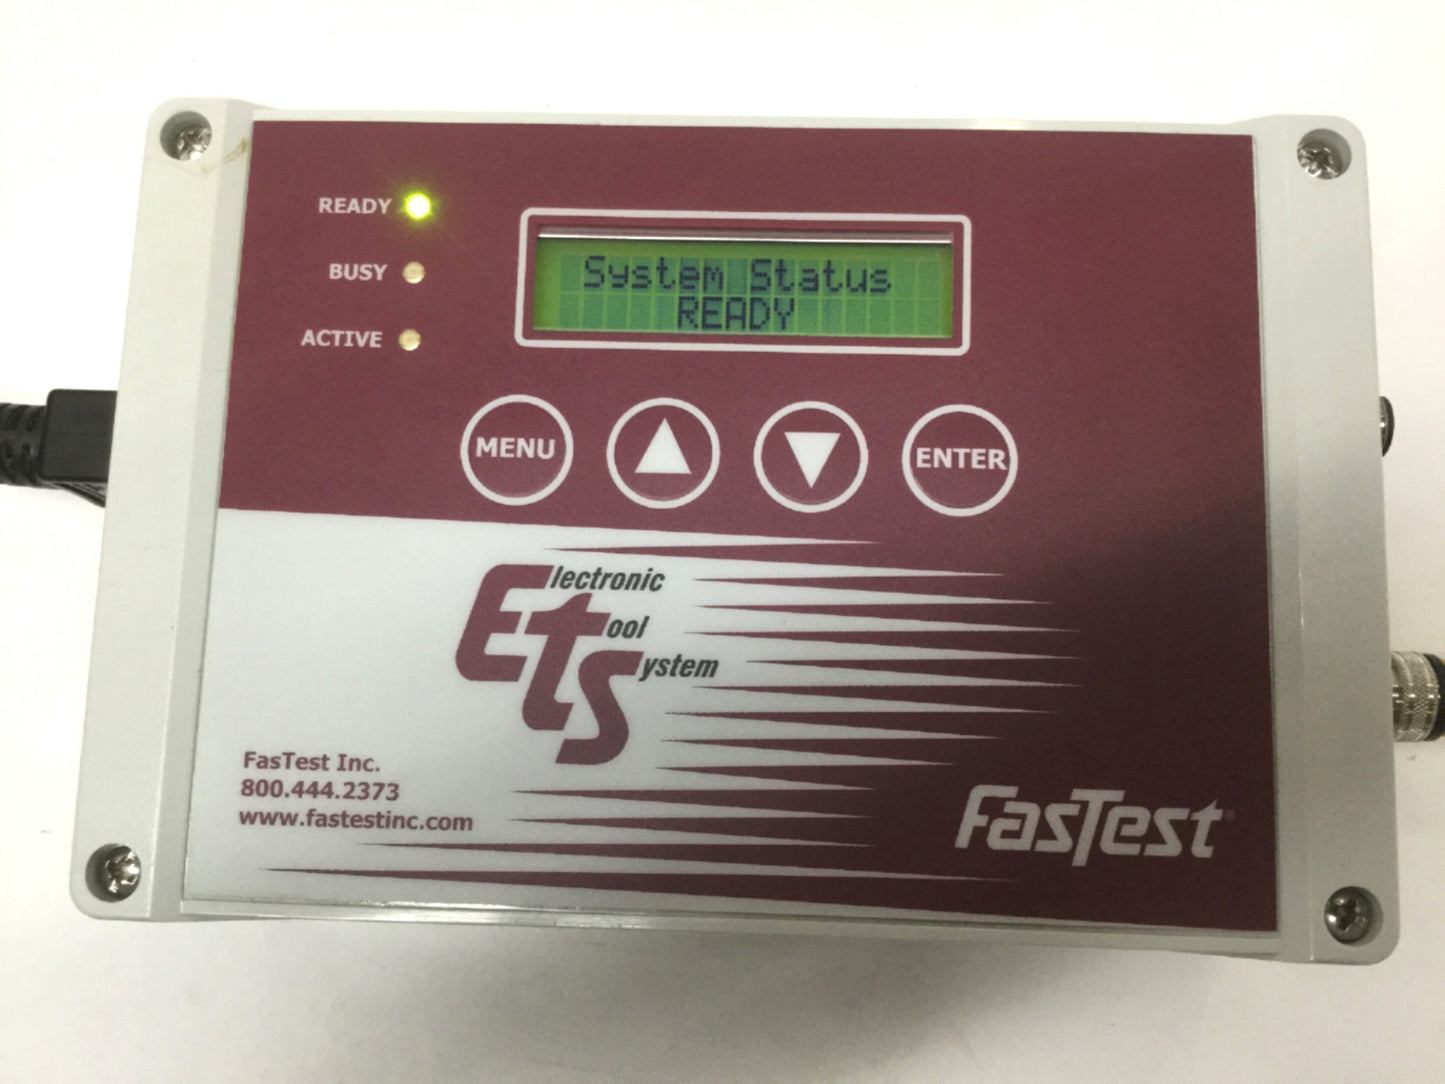 READY
BUSY
ACTIVE
System Status
READY
MENU
ENTER
Electronic
tool
System
FasTest Inc.
800.444.2373
www.fastestinc.com
FasTest®